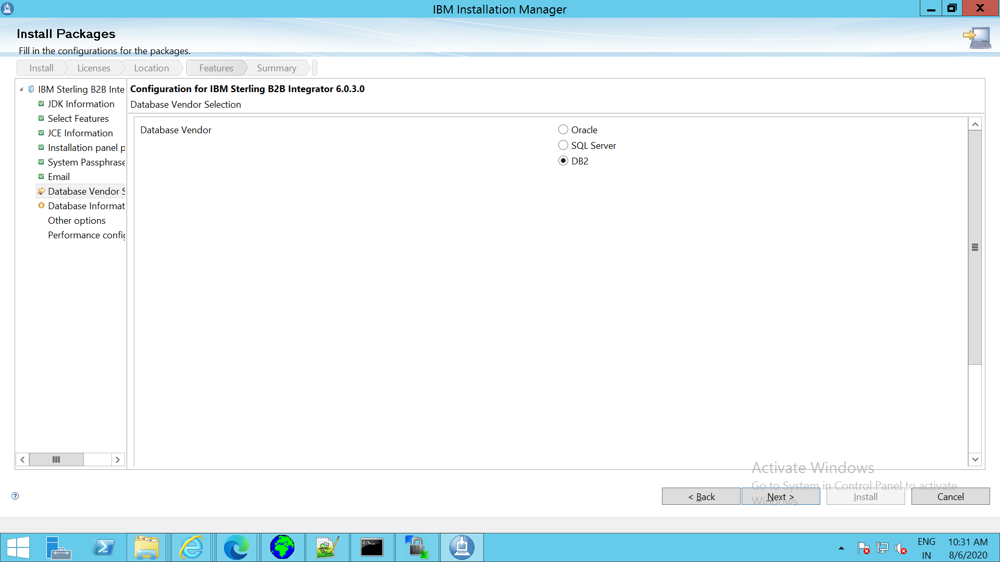 IBM Installation Manager
Install Packages
Fill in the configurations for the packages.
Install
Licenses
Location
Features
Summary
IBM Sterling B2B Inte
JDK Information
Select Features
JCE Information
Installation panel p
System Passphrase
Email
Database Vendor S
Database Informat
Other options
Performance config
Configuration for IBM Sterling B2B Integrator 6.0.3.0
Database Vendor Selection
Database Vendor
Oracle
SQL Server
DB2
Activate Windows
Go to System in Control Panel to activate
Windows.
< Back
Next >
Install
Cancel
C:\_
ENG
IN
10:31 AM
8/6/2020